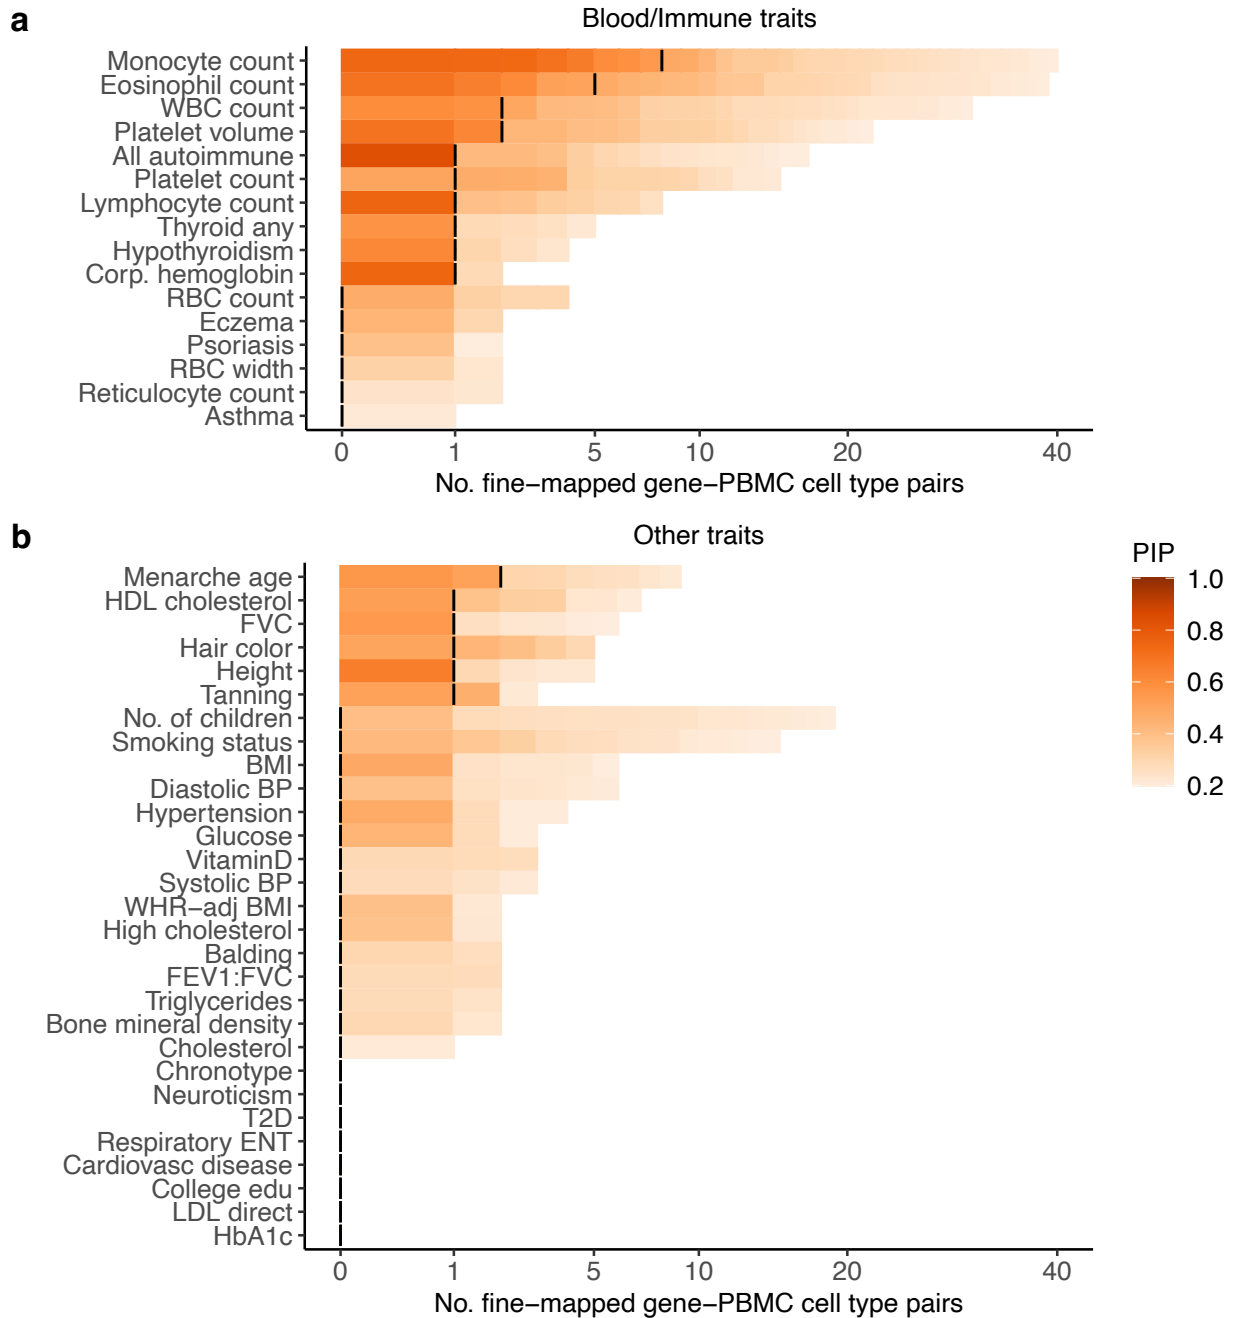 a
Blood/Immune traits
Monocyte count
Eosinophil count
WBC count
Platelet volume
All autoimmune
Platelet count
Lymphocyte count
Thyroid any
Hypothyroidism
Corp. hemoglobin
RBC count
Eczema
Psoriasis
RBC width
Reticulocyte count
Asthma
0 1 5 10 20 40
No. fine−mapped gene−PBMC cell type pairs
b
Other traits
Menarche age
HDL cholesterol
FVC
Hair color
Height
Tanning
No. of children
Smoking status
BMI
Diastolic BP
Hypertension
Glucose
VitaminD
Systolic BP
WHR−adj BMI
High cholesterol
Balding
FEV1:FVC
Triglycerides
Bone mineral density
Cholesterol
Chronotype
Neuroticism
T2D
Respiratory ENT
Cardiovasc disease
College edu
LDL direct
HbA1c
0 1 5 10 20 40
No. fine−mapped gene−PBMC cell type pairs
PIP
1.0
0.8
0.6
0.4
0.2